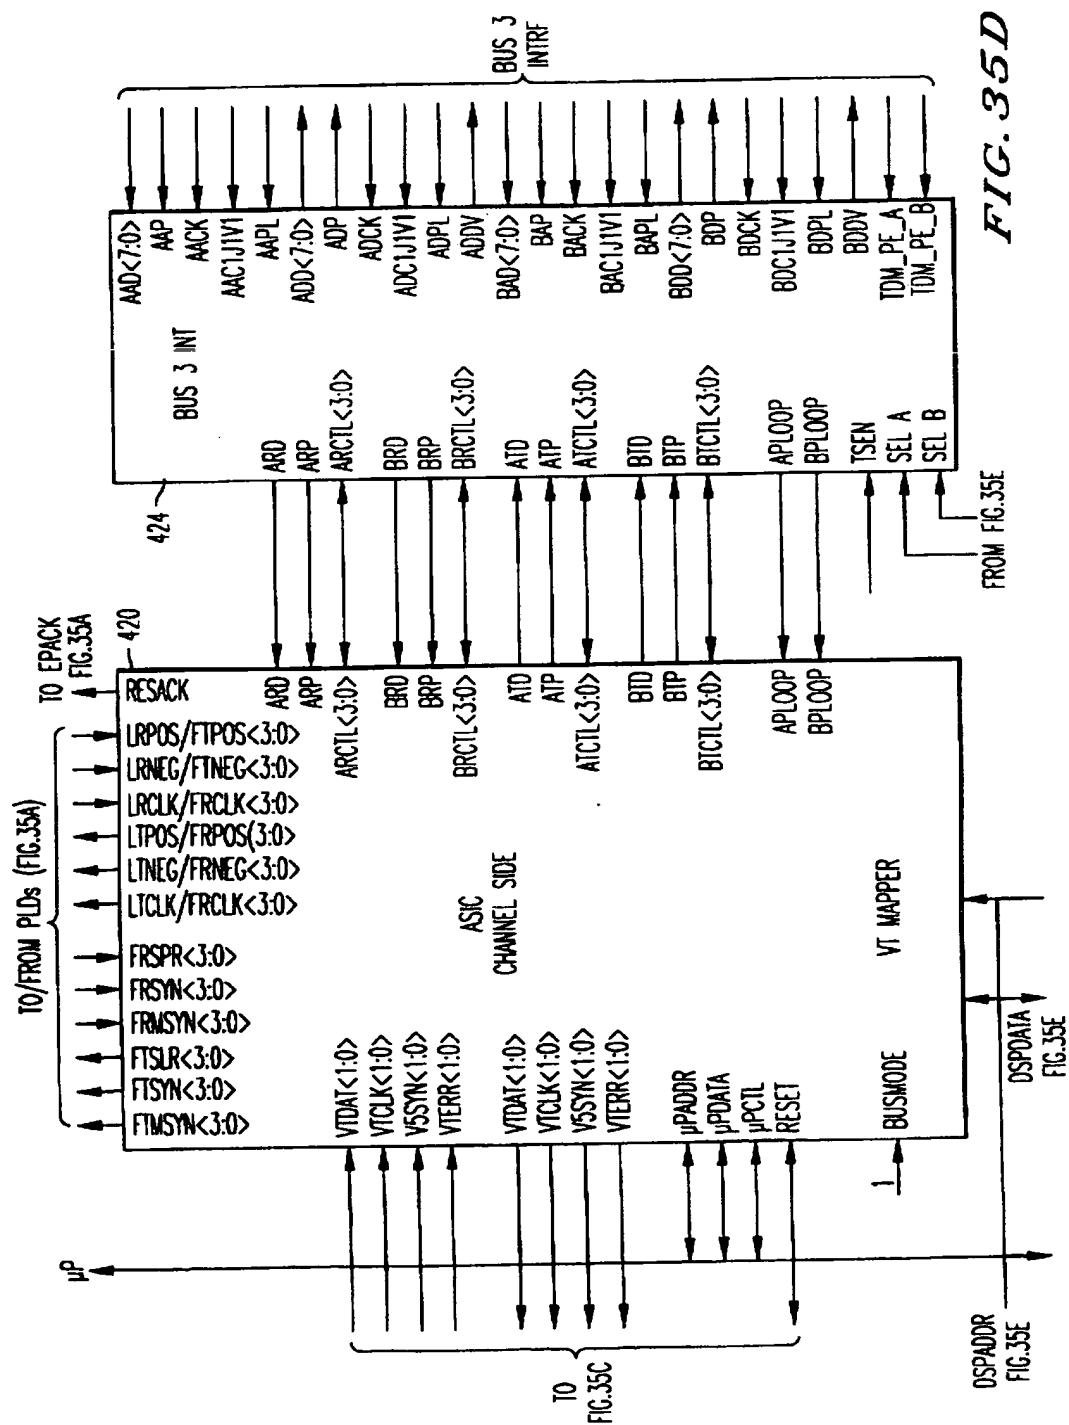 TO/FROM PLDs (FIG.35A)
TO EPACK
FIG.35A
420
RESACK
LRPOS/FTPOS<3:0>
LRNEG/FTNEG<3:0>
LRCLK/FRCLK<3:0>
LTPOS/FRPOS(3:0>
LTNEG/FRNEG<3:0>
LTCLK/FRCLK<3:0>
FRSPR<3:0>
FRSYN<3:0>
FRMSYN<3:0>
FTSLR<3:0>
FTSYN<3:0>
FTMSYN<3:0>
µP
TO
FIG.35C
VTDAT<1:0>
VTCLK<1:0>
V5SYN<1:0>
VTERR<1:0>
VTDAT<1:0>
VTCLK<1:0>
V5SYN<1:0>
VTERR<1:0>
µPADDR
µPDATA
µPCTL
RESET
1
BUSMODE
ASIC
CHANNEL SIDE
VT MAPPER
DSPADDR
FIG.35E
DSPDATA
FIG.35E
ARD
ARP
ARCTL<3:0>
BRD
BRP
BRCTL<3:0>
ATD
ATP
ATCTL<3:0>
BTD
BTP
BTCTL<3:0>
APLOOP
BPLOOP
424
BUS 3 INT
ARD
ARP
ARCTL<3:0>
BRD
BRP
BRCTL<3:0>
ATD
ATP
ATCTL<3:0>
BTD
BTP
BTCTL<3:0>
APLOOP
BPLOOP
TSEN
SEL A
SEL B
FROM FIG.35E
AAD<7:0>
AAP
AACK
AAC1J1V1
AAPL
ADD<7:0>
ADP
ADCK
ADC1J1V1
ADPL
ADDV
BAD<7:0>
BAP
BACK
BAC1J1V1
BAPL
BDD<7:0>
BDP
BDCK
BDC1J1V1
BDPL
BDDV
TDM_PE_A
TDM_PE_B
BUS 3
INTRF
FIG. 35D